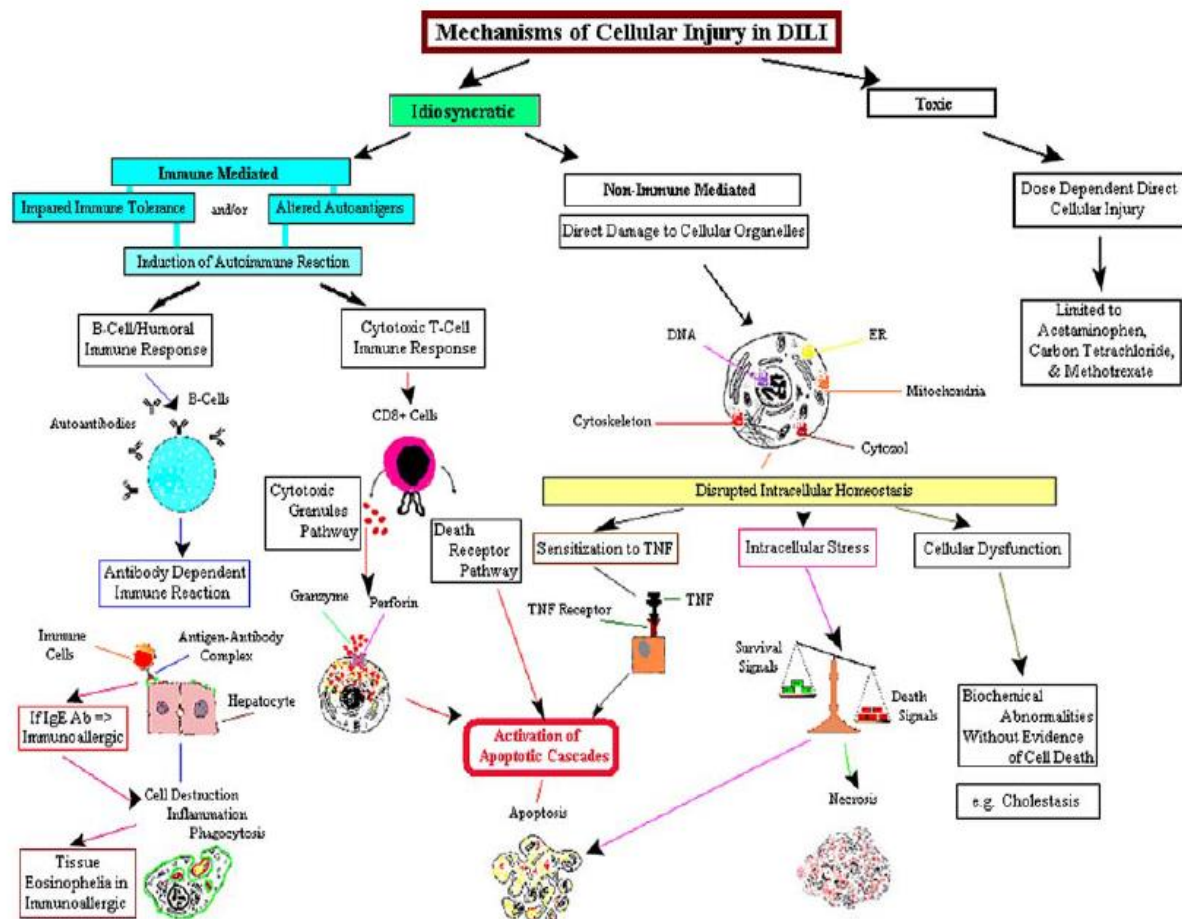 Mechanisms of Cellular Injury in DILI
Idiosyncratic
Toxic
Immune Mediated
Impared Immune Tolerance
and/or
Altered Autoantigens
Induction of Autoimmune Reaction
Non-Immune Mediated
Direct Damage to Cellular Organelles
Dose Dependent Direct
Cellular Injury
Limited to
Acetaminophen,
Carbon Tetrachloride,
& Methotrexate
B-Cell/Humoral
Immune Response
Cytotoxic T-Cell
Immune Response
DNA
ER
Mitochondria
Cytoskeleton
Cytozol
B-Cells
Autoantibodies
CD8+ Cells
Cytotoxic
Granules
Pathway
Death
Receptor
Pathway
Disrupted Intracellular Homeostasis
Sensitization to TNF
Intracellular Stress
Cellular Dysfunction
Antibody Dependent
Immune Reaction
Granzyme
Perforin
TNF Receptor
TNF
Immune
Cells
Antigen-Antibody
Complex
Hepatocyte
Survival
Signals
Death
Signals
If IgE Ab =>
Immunoallergic
Activation of
Apoptotic Cascades
Biochemical
Abnormalities
Without Evidence
of Cell Death
Cell Destruction
Inflammation
Phagocytosis
Apoptosis
Necrosis
e.g. Cholestasis
Tissue
Eosinophelia in
Immunoallergic